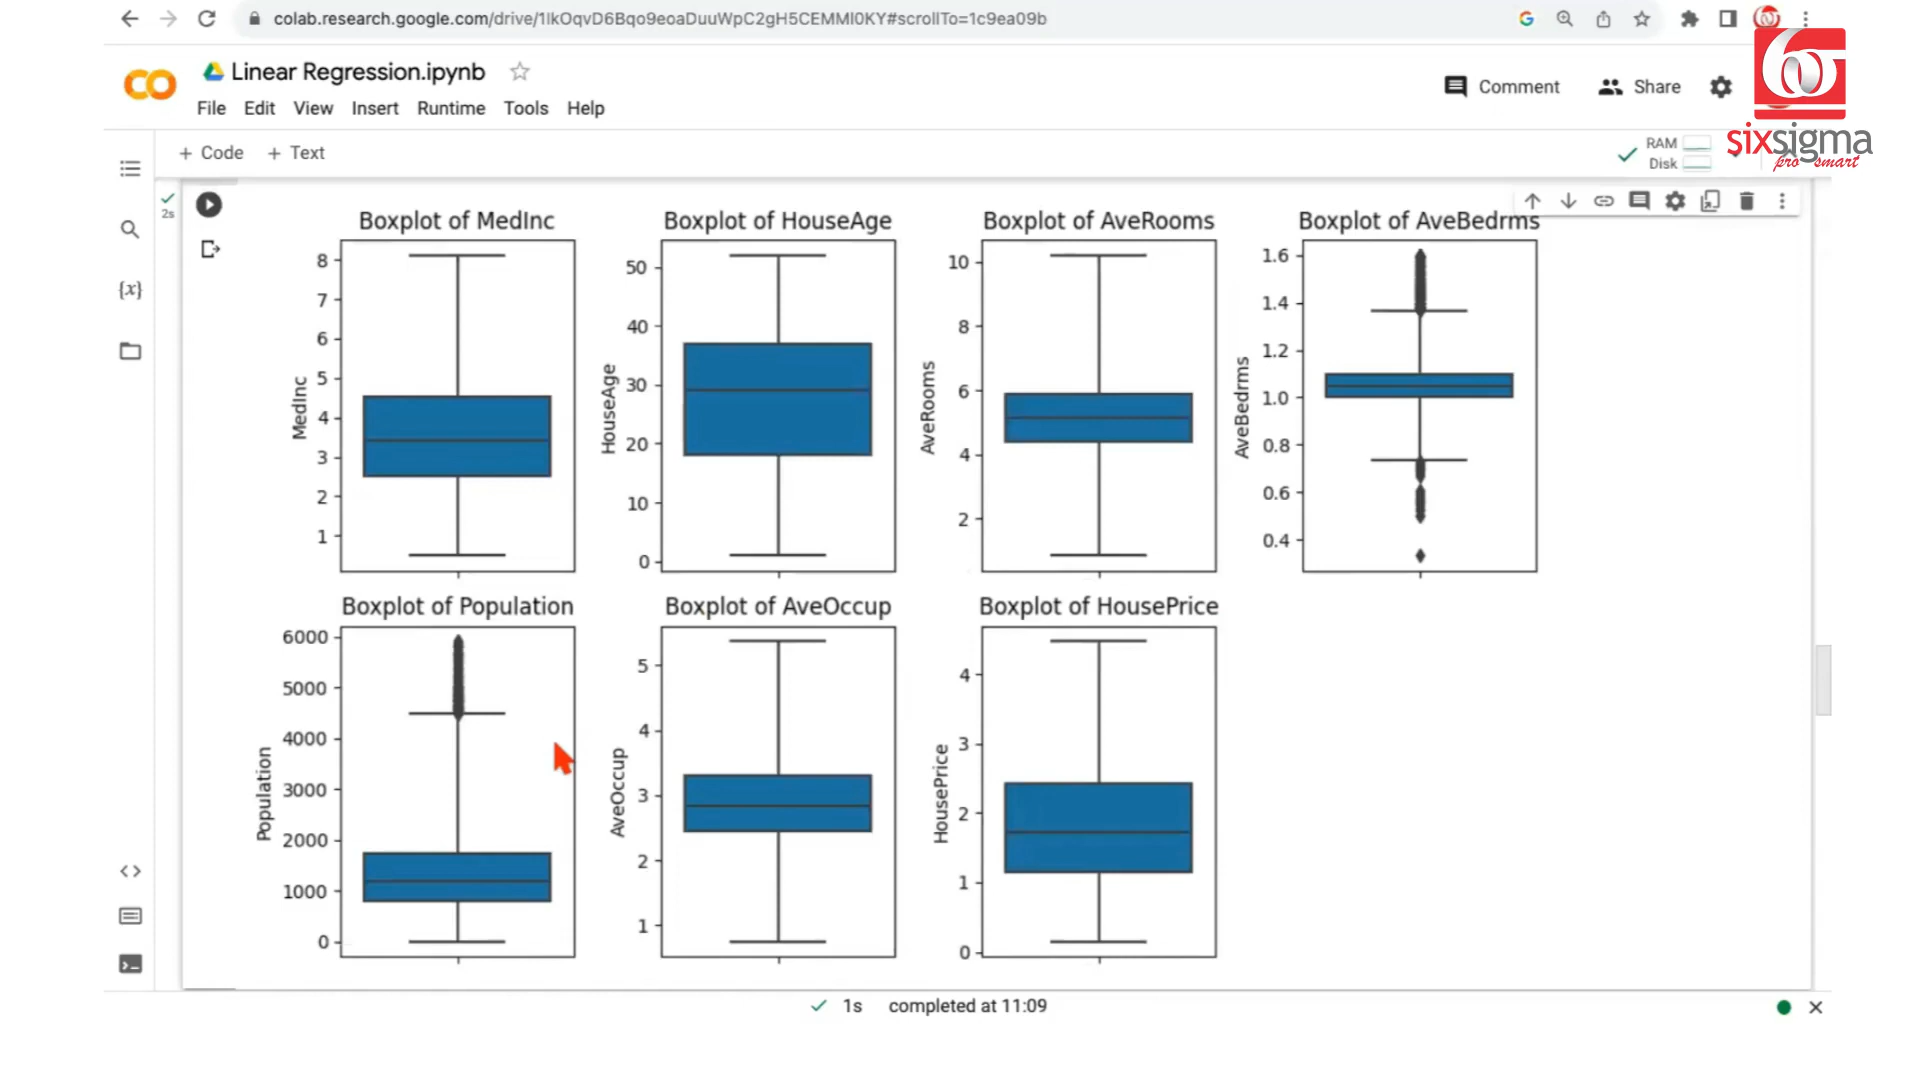 colab.research.google.com/drive/1IkOqvD6Bqo9eoaDuuWpC2gH5CEMMI0KY#scrollTo=1c9ea09b
CO
Linear Regression.ipynb
Comment
Share
File Edit View Insert Runtime Tools Help
+ Code + Text
RAM
Disk
sixsigma
pro smart
2s
{x}
Boxplot of MedInc
8
7
6
5
4
3
2
1
MedInc
Boxplot of HouseAge
50
40
30
20
10
0
HouseAge
Boxplot of AveRooms
10
8
6
4
2
AveRooms
Boxplot of AveBedrms
1.6
1.4
1.2
1.0
0.8
0.6
0.4
AveBedrms
Boxplot of Population
6000
5000
4000
3000
2000
1000
0
Population
Boxplot of AveOccup
5
4
3
2
1
AveOccup
Boxplot of HousePrice
4
3
2
1
0
HousePrice
1s completed at 11:09